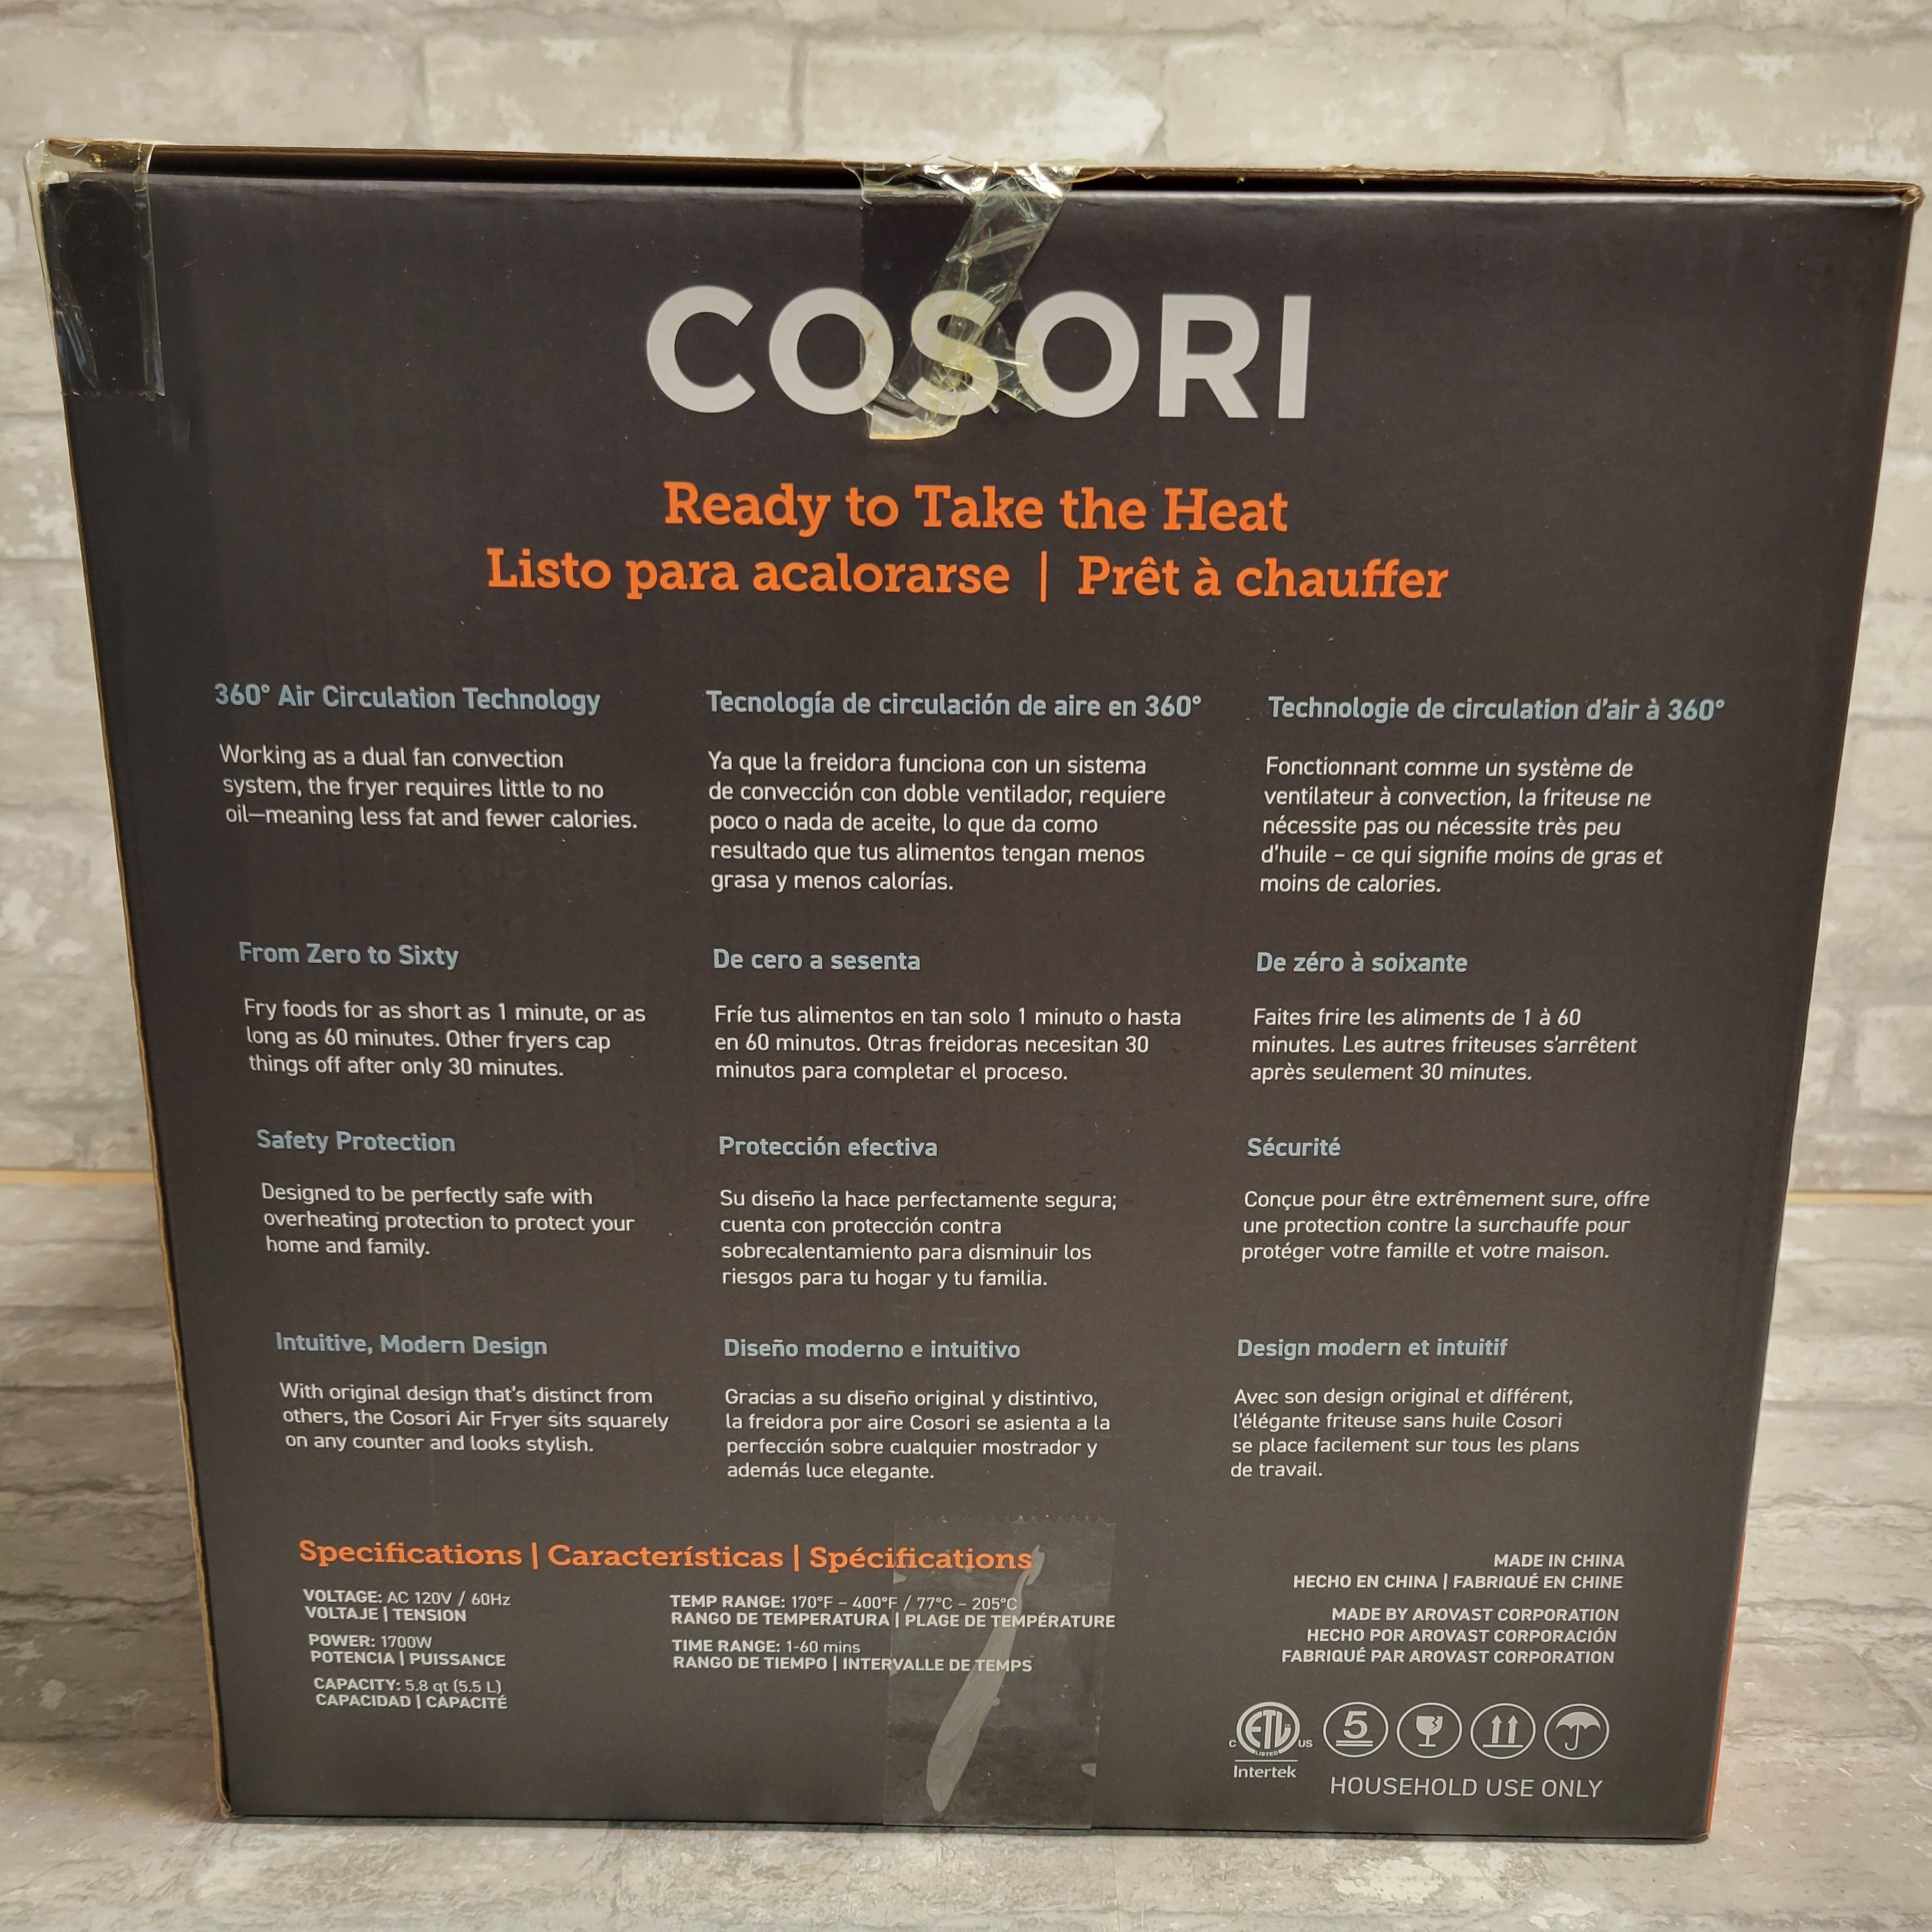 COSORI
Ready to Take the Heat
Listo para acalorarse | Prêt à chauffer
360° Air Circulation Technology
Working as a dual fan convection
system, the fryer requires little to no
oil—meaning less fat and fewer calories.
Tecnología de circulación de aire en 360°
Ya que la freidora funciona con un sistema
de convección con doble ventilador, requiere
poco o nada de aceite, lo que da como
resultado que tus alimentos tengan menos
grasa y menos calorías.
Technologie de circulation d'air à 360°
Fonctionnant comme un système de
ventilateur à convection, la friteuse ne
nécessite pas ou nécessite très peu
d'huile – ce qui signifie moins de gras et
moins de calories.
From Zero to Sixty
Fry foods for as short as 1 minute, or as
long as 60 minutes. Other fryers cap
things off after only 30 minutes.
De cero a sesenta
Fríe tus alimentos en tan solo 1 minuto o hasta
en 60 minutos. Otras freidoras necesitan 30
minutos para completar el proceso.
De zéro à soixante
Faites frire les aliments de 1 à 60
minutes. Les autres friteuses s'arrêtent
après seulement 30 minutes.
Safety Protection
Designed to be perfectly safe with
overheating protection to protect your
home and family.
Protección efectiva
Su diseño la hace perfectamente segura;
cuenta con protección contra
sobrecalentamiento para disminuir los
riesgos para tu hogar y tu familia.
Sécurité
Conçue pour être extrêmement sure, offre
une protection contre la surchauffe pour
protéger votre famille et votre maison.
Intuitive, Modern Design
With original design that's distinct from
others, the Cosori Air Fryer sits squarely
on any counter and looks stylish.
Diseño moderno e intuitivo
Gracias a su diseño original y distintivo,
la freidora por aire Cosori se asienta a la
perfección sobre cualquier mostrador y
además luce elegante.
Design modern et intuitif
Avec son design original et différent,
l'élégante friteuse sans huile Cosori
se place facilement sur tous les plans
de travail.
Specifications | Características | Spécifications
VOLTAGE: AC 120V / 60Hz
VOLTAJE | TENSION
POWER: 1700W
POTENCIA | PUISSANCE
CAPACITY: 5.8 qt (5.5 L)
CAPACIDAD | CAPACITÉ
TEMP RANGE: 170°F – 400°F / 77°C – 205°C
RANGO DE TEMPERATURA | PLAGE DE TEMPÉRATURE
TIME RANGE: 1-60 mins
RANGO DE TIEMPO | INTERVALLE DE TEMPS
MADE IN CHINA
HECHO EN CHINA | FABRIQUÉ EN CHINE
MADE BY AROVAST CORPORATION
HECHO POR AROVAST CORPORACIÓN
FABRIQUÉ PAR AROVAST CORPORATION
C ETL US
LISTED
Intertek
5
HOUSEHOLD USE ONLY